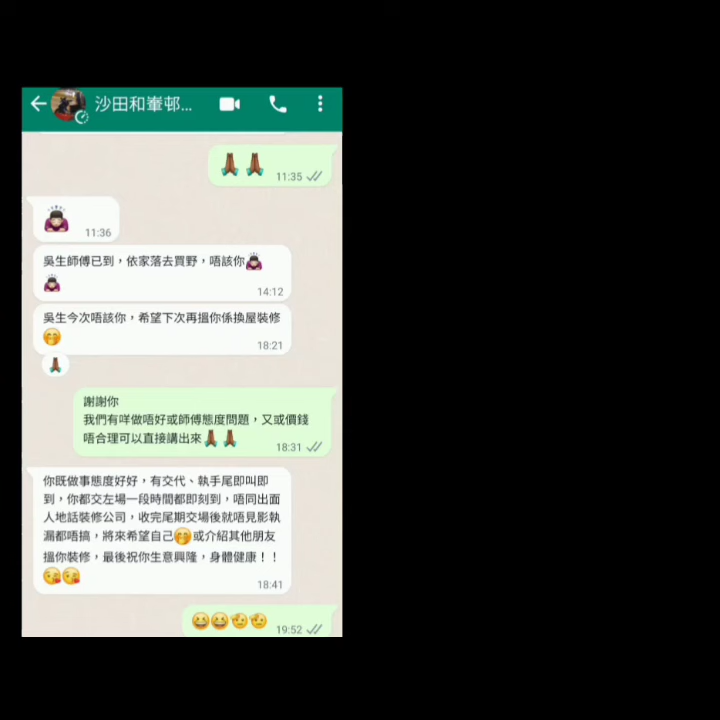 沙田和輋邨...
🙏🏾🙏🏾
11:35
🙇🏻
11:36
吳生師傅已到，依家落去買野，唔該你🙇🏻
🙇🏻
14:12
吳生今次唔該你，希望下次再搵你係換屋裝修
🤭
18:21
🙏🏾
謝謝你
我們有咩做唔好或師傅態度問題，又或價錢
唔合理可以直接講出來🙏🏾🙏🏾
18:31
你既做事態度好好，有交代、執手尾即叫即
到，你都交左場一段時間都即刻到，唔同出面
人地話裝修公司，收完尾期交場後就唔見影執
漏都唔搞，將來希望自己🤭或介紹其他朋友
搵你裝修，最後祝你生意興隆，身體健康！！
😘😘
18:41
😀😀🫡🫡
19:52